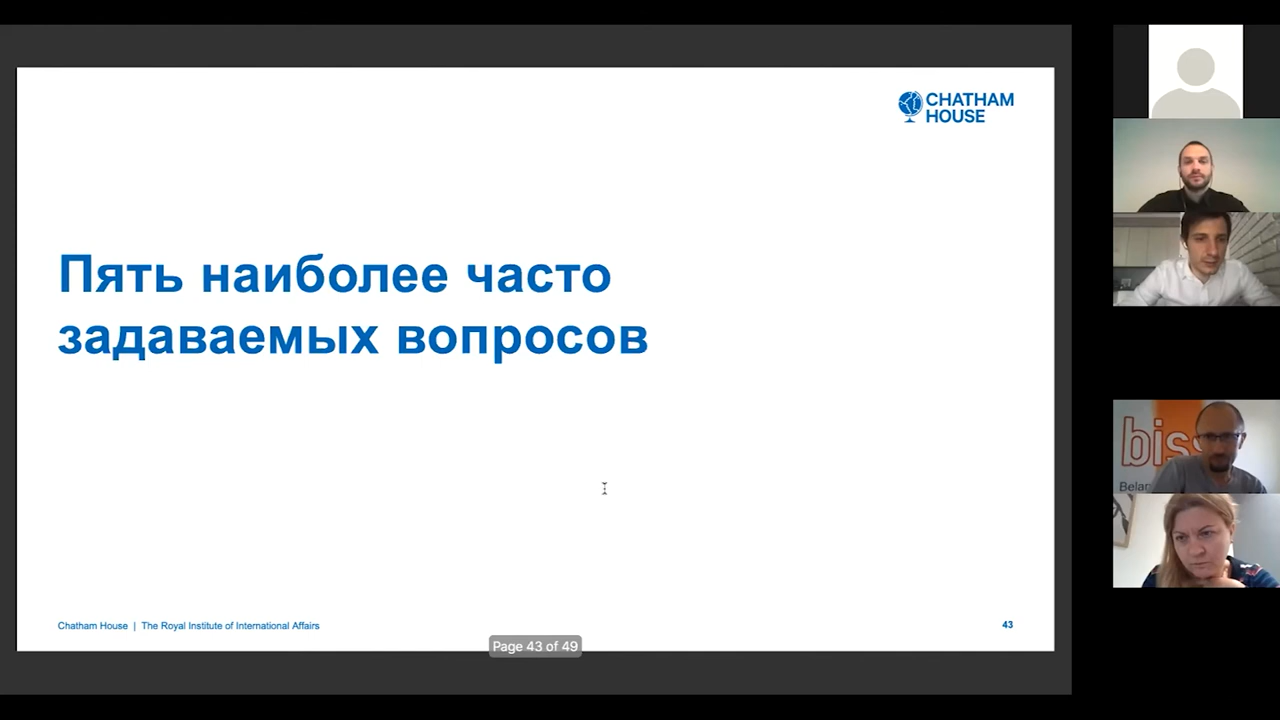 CHATHAM
HOUSE
Пять наиболее часто
задаваемых вопросов
Chatham House | The Royal Institute of International Affairs
43
Page 43 of 49
bis
Belar